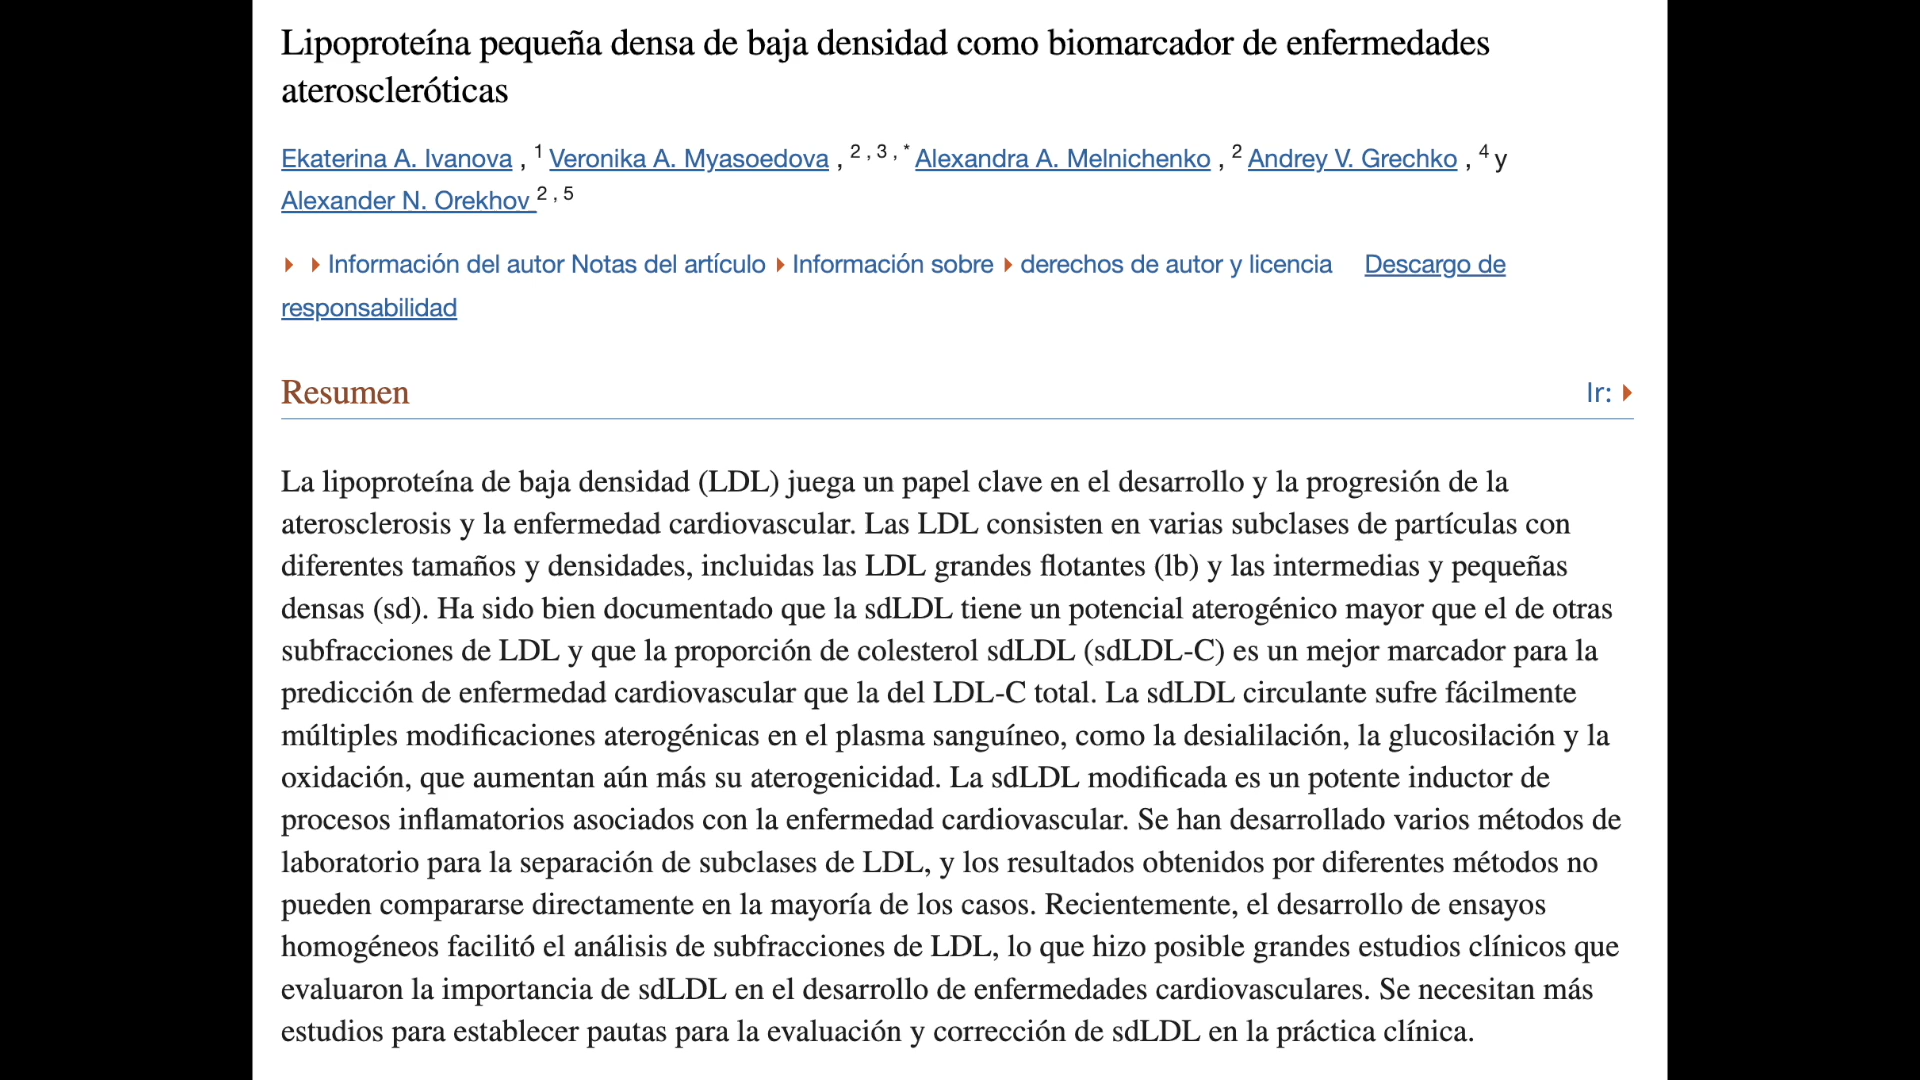 Lipoproteína pequeña densa de baja densidad como biomarcador de enfermedades
ateroscleróticas
Ekaterina A. Ivanova , 1 Veronika A. Myasoedova , 2 , 3 , * Alexandra A. Melnichenko , 2 Andrey V. Grechko , 4 y
Alexander N. Orekhov 2 , 5
Información del autor Notas del artículo Información sobre derechos de autor y licencia Descargo de
responsabilidad
Resumen Ir:
La lipoproteína de baja densidad (LDL) juega un papel clave en el desarrollo y la progresión de la
aterosclerosis y la enfermedad cardiovascular. Las LDL consisten en varias subclases de partículas con
diferentes tamaños y densidades, incluidas las LDL grandes flotantes (lb) y las intermedias y pequeñas
densas (sd). Ha sido bien documentado que la sdLDL tiene un potencial aterogénico mayor que el de otras
subfracciones de LDL y que la proporción de colesterol sdLDL (sdLDL-C) es un mejor marcador para la
predicción de enfermedad cardiovascular que la del LDL-C total. La sdLDL circulante sufre fácilmente
múltiples modificaciones aterogénicas en el plasma sanguíneo, como la desialilación, la glucosilación y la
oxidación, que aumentan aún más su aterogenicidad. La sdLDL modificada es un potente inductor de
procesos inflamatorios asociados con la enfermedad cardiovascular. Se han desarrollado varios métodos de
laboratorio para la separación de subclases de LDL, y los resultados obtenidos por diferentes métodos no
pueden compararse directamente en la mayoría de los casos. Recientemente, el desarrollo de ensayos
homogéneos facilitó el análisis de subfracciones de LDL, lo que hizo posible grandes estudios clínicos que
evaluaron la importancia de sdLDL en el desarrollo de enfermedades cardiovasculares. Se necesitan más
estudios para establecer pautas para la evaluación y corrección de sdLDL en la práctica clínica.